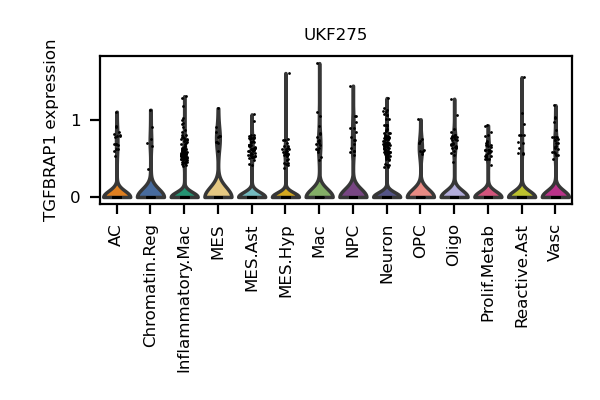 UKF275
TGFBRAP1 expression
1
0
AC
Chromatin.Reg
Inflammatory.Mac
MES
MES.Ast
MES.Hyp
Mac
NPC
Neuron
OPC
Oligo
Prolif.Metab
Reactive.Ast
Vasc